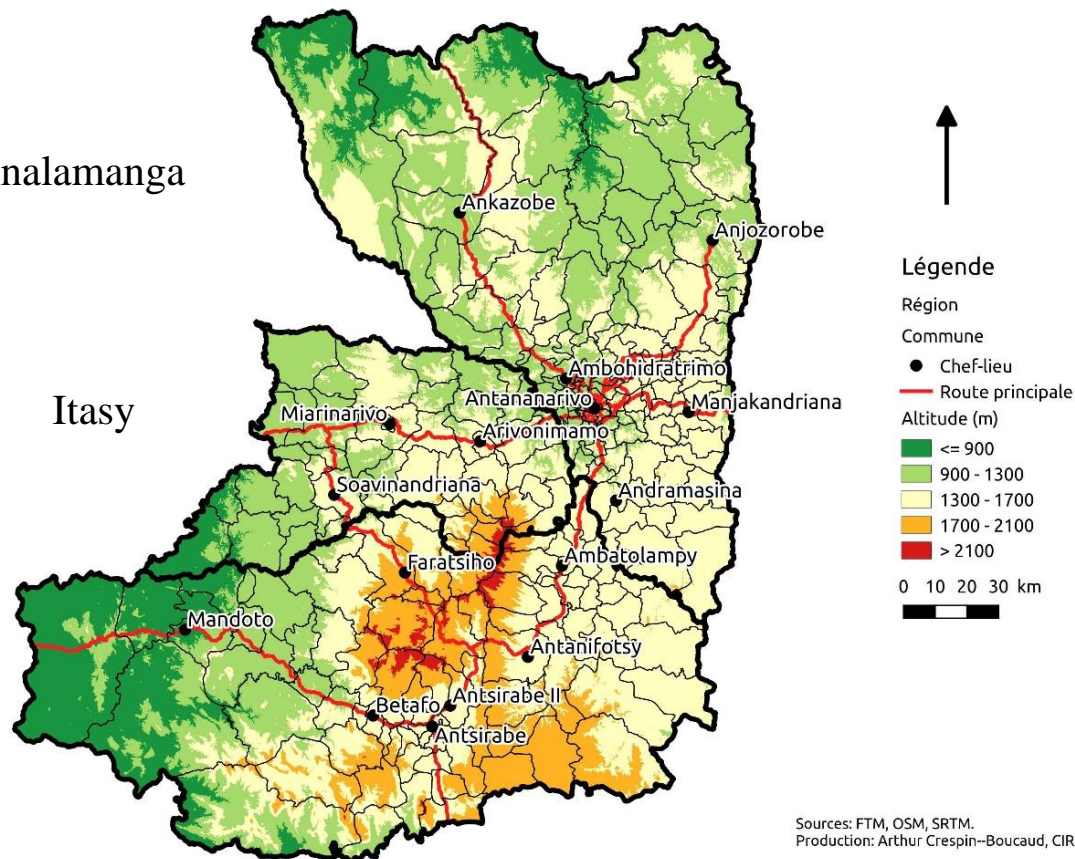 nalamanga
Itasy
Ankazobe
Anjozorobe
Ambohidratrimo
Antananarivo
Manjakandriana
Miarinarivo
Arivonimamo
Soavinandriana
Andramasina
Faratsiho
Ambatolampy
Mandoto
Antanifotsy
Antsirabe II
Betafo
Antsirabe
Légende
Région
Commune
Chef-lieu
Route principale
Altitude (m)
<= 900
900 - 1300
1300 - 1700
1700 - 2100
> 2100
0 10 20 30 km
Sources: FTM, OSM, SRTM.
Production: Arthur Crespin--Boucaud, CIR